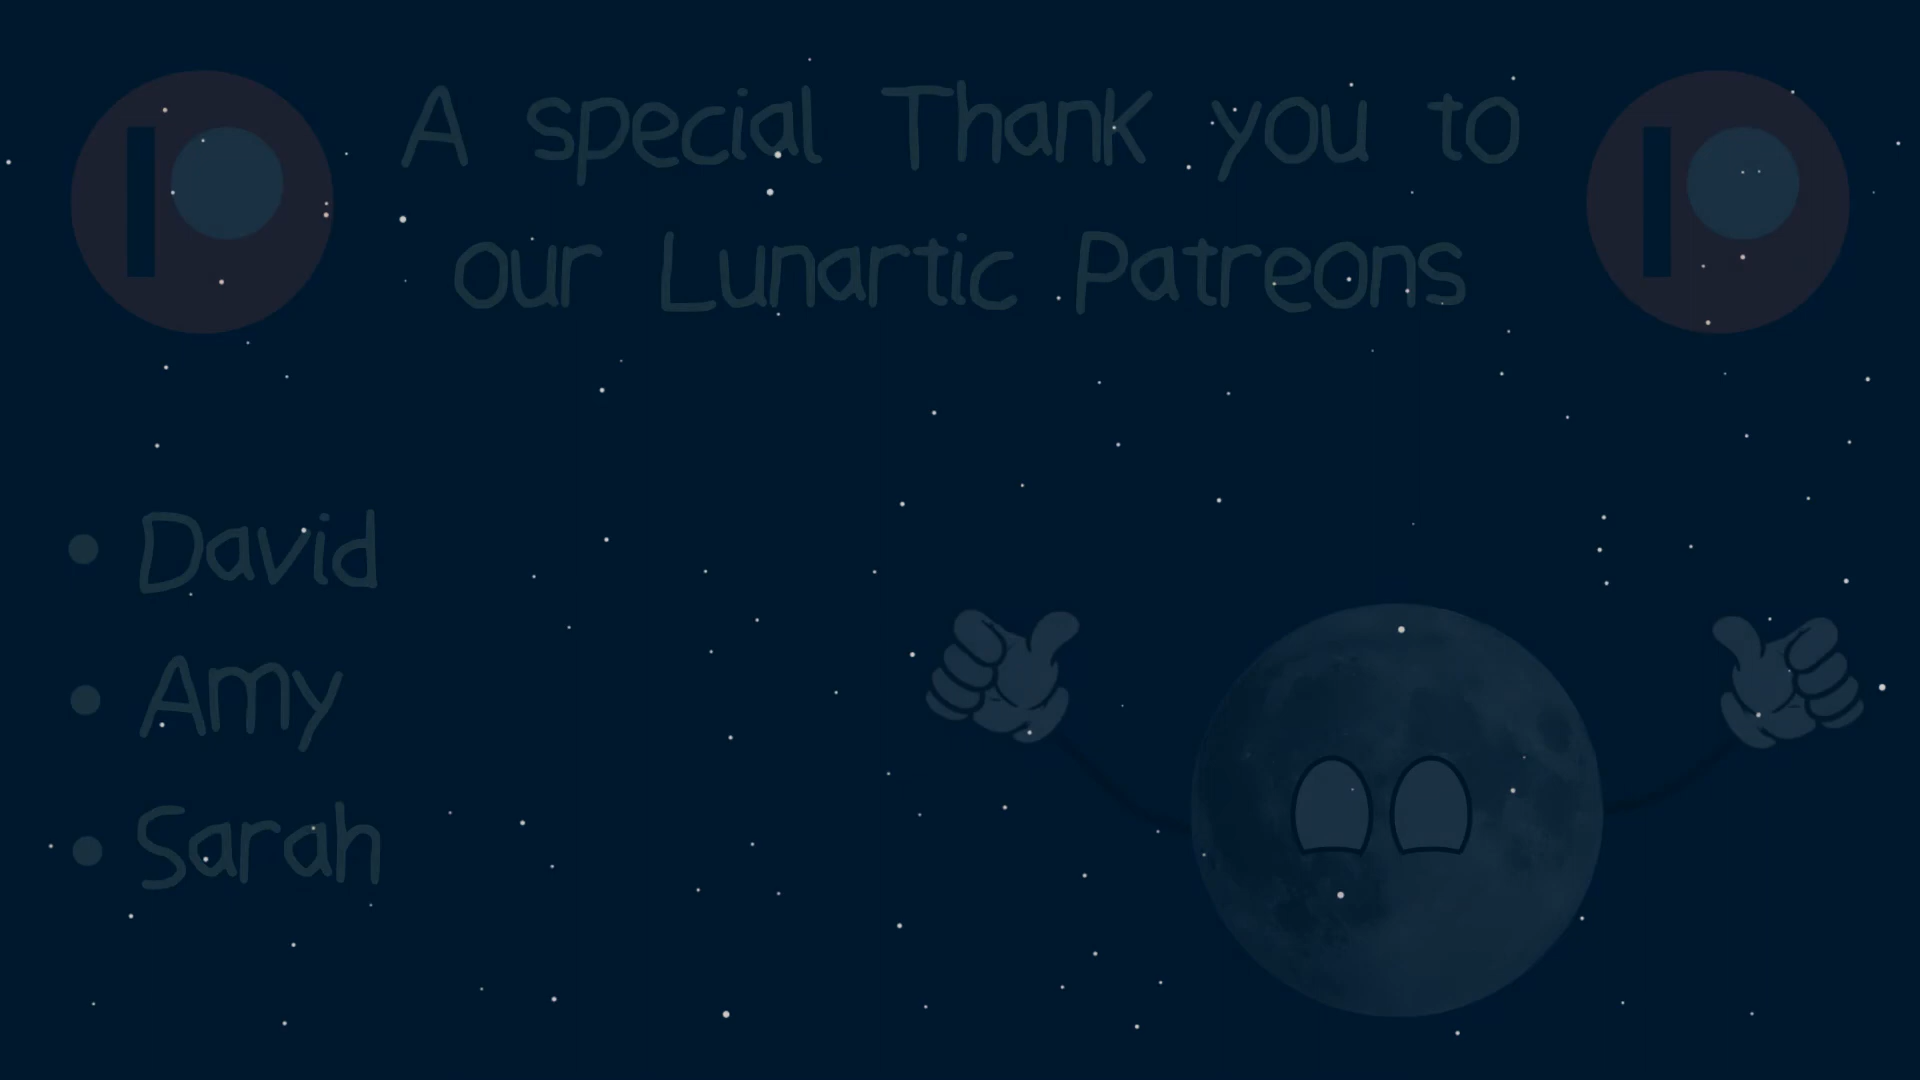 A special Thank you to
our Lunartic Patreons
• David
• Amy
• Sarah